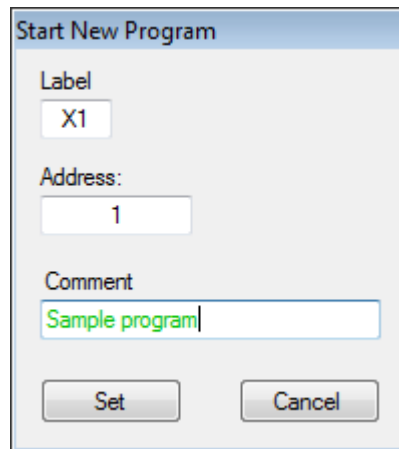 Start New Program
Label
X1
Address:
1
Comment
Sample program
Set
Cancel